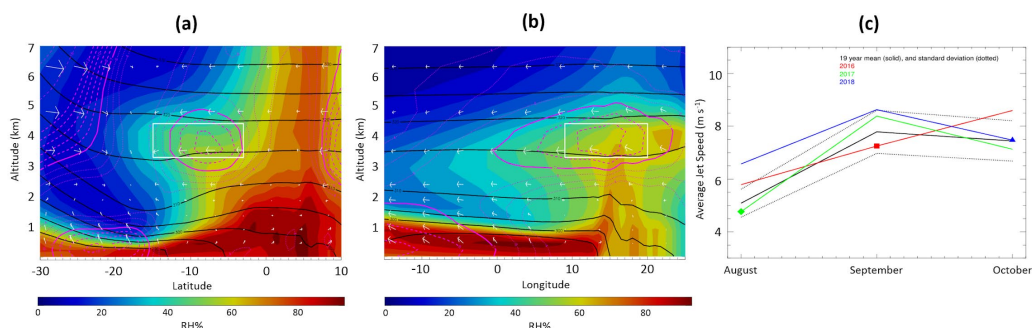 (a)
(b)
(c)
Altitude (km)
7
6
5
4
3
2
1
-30 -20 -10 0 10
Latitude
0 20 40 60 80
RH%
Altitude (km)
7
6
5
4
3
2
1
-10 0 10 20
Longitude
0 20 40 60 80
RH%
19 year mean (solid), and standard deviation (dotted)
2016
2017
2018
Average Jet Speed (m s⁻¹)
10
8
6
4
August September October